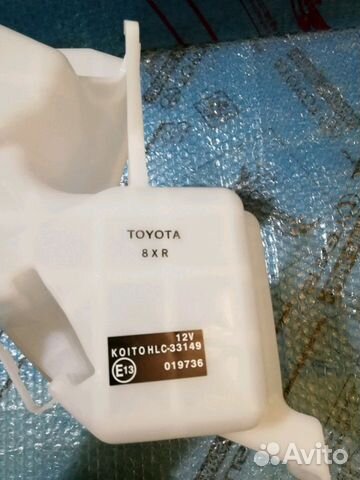 TOYOTA
8XR
12V
KOITO HLC-33149
E13 019736
Avito